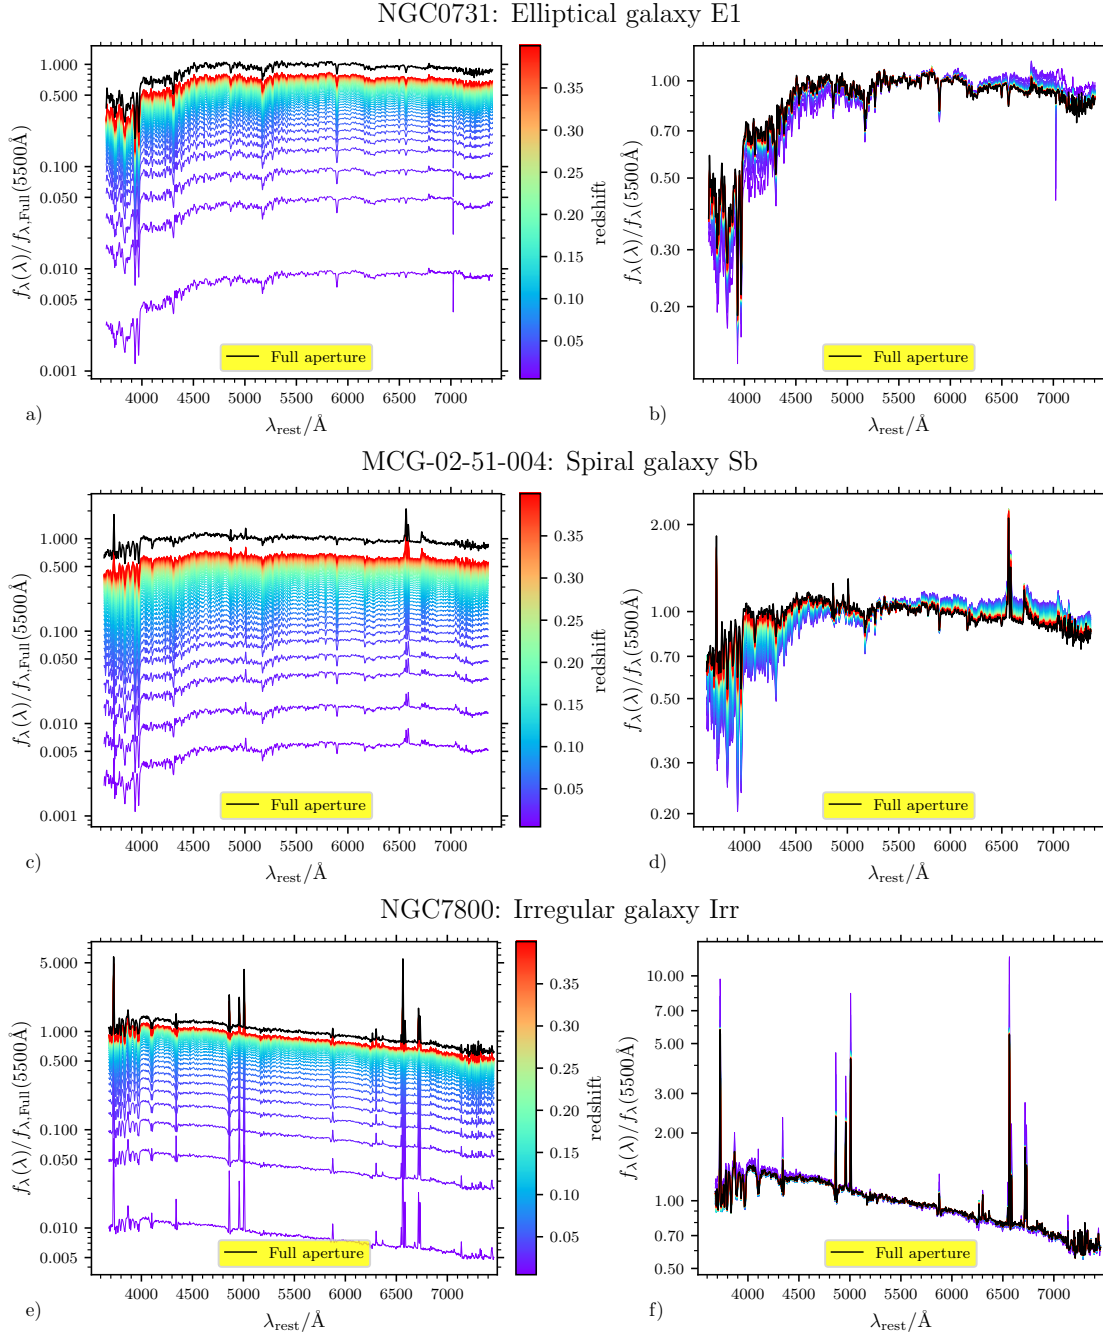 NGC0731: Elliptical galaxy E1
1.000
0.500
0.100
0.050
0.010
0.005
0.001
fλ(λ)/fλ,Full(5500Å)
4000 4500 5000 5500 6000 6500 7000
λrest/Å
Full aperture
a)
0.35
0.30
0.25
0.20
0.15
0.10
0.05
redshift
1.00
0.70
0.50
0.30
0.20
fλ(λ)/fλ(5500Å)
4000 4500 5000 5500 6000 6500 7000
λrest/Å
Full aperture
b)
MCG-02-51-004: Spiral galaxy Sb
1.000
0.500
0.100
0.050
0.010
0.005
0.001
fλ(λ)/fλ,Full(5500Å)
4000 4500 5000 5500 6000 6500 7000
λrest/Å
Full aperture
c)
0.35
0.30
0.25
0.20
0.15
0.10
0.05
redshift
2.00
1.00
0.70
0.50
0.30
0.20
fλ(λ)/fλ(5500Å)
4000 4500 5000 5500 6000 6500 7000
λrest/Å
Full aperture
d)
NGC7800: Irregular galaxy Irr
5.000
1.000
0.500
0.100
0.050
0.010
0.005
fλ(λ)/fλ,Full(5500Å)
4000 4500 5000 5500 6000 6500 7000
λrest/Å
Full aperture
e)
0.35
0.30
0.25
0.20
0.15
0.10
0.05
redshift
10.00
5.00
3.00
2.00
1.00
0.70
0.50
fλ(λ)/fλ(5500Å)
4000 4500 5000 5500 6000 6500 7000
λrest/Å
Full aperture
f)